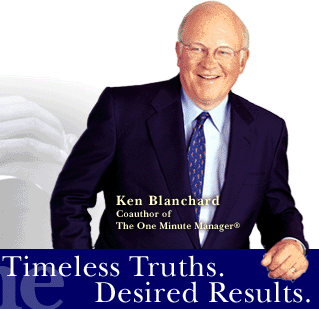 Ken Blanchard
Coauthor of
The One Minute Manager®
Timeless Truths.
Desired Results.